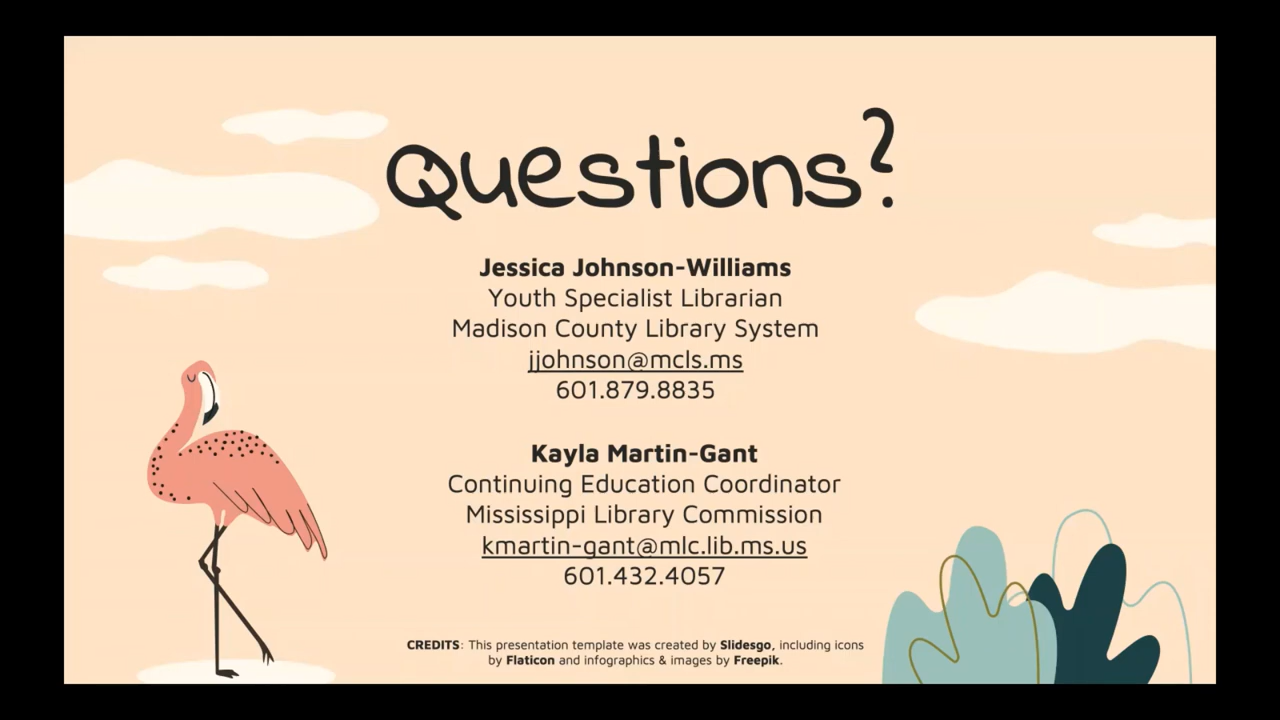 Questions?
Jessica Johnson-Williams
Youth Specialist Librarian
Madison County Library System
jjohnson@mcls.ms
601.879.8835
Kayla Martin-Gant
Continuing Education Coordinator
Mississippi Library Commission
kmartin-gant@mlc.lib.ms.us
601.432.4057
CREDITS: This presentation template was created by Slidesgo, including icons
by Flaticon and infographics & images by Freepik.